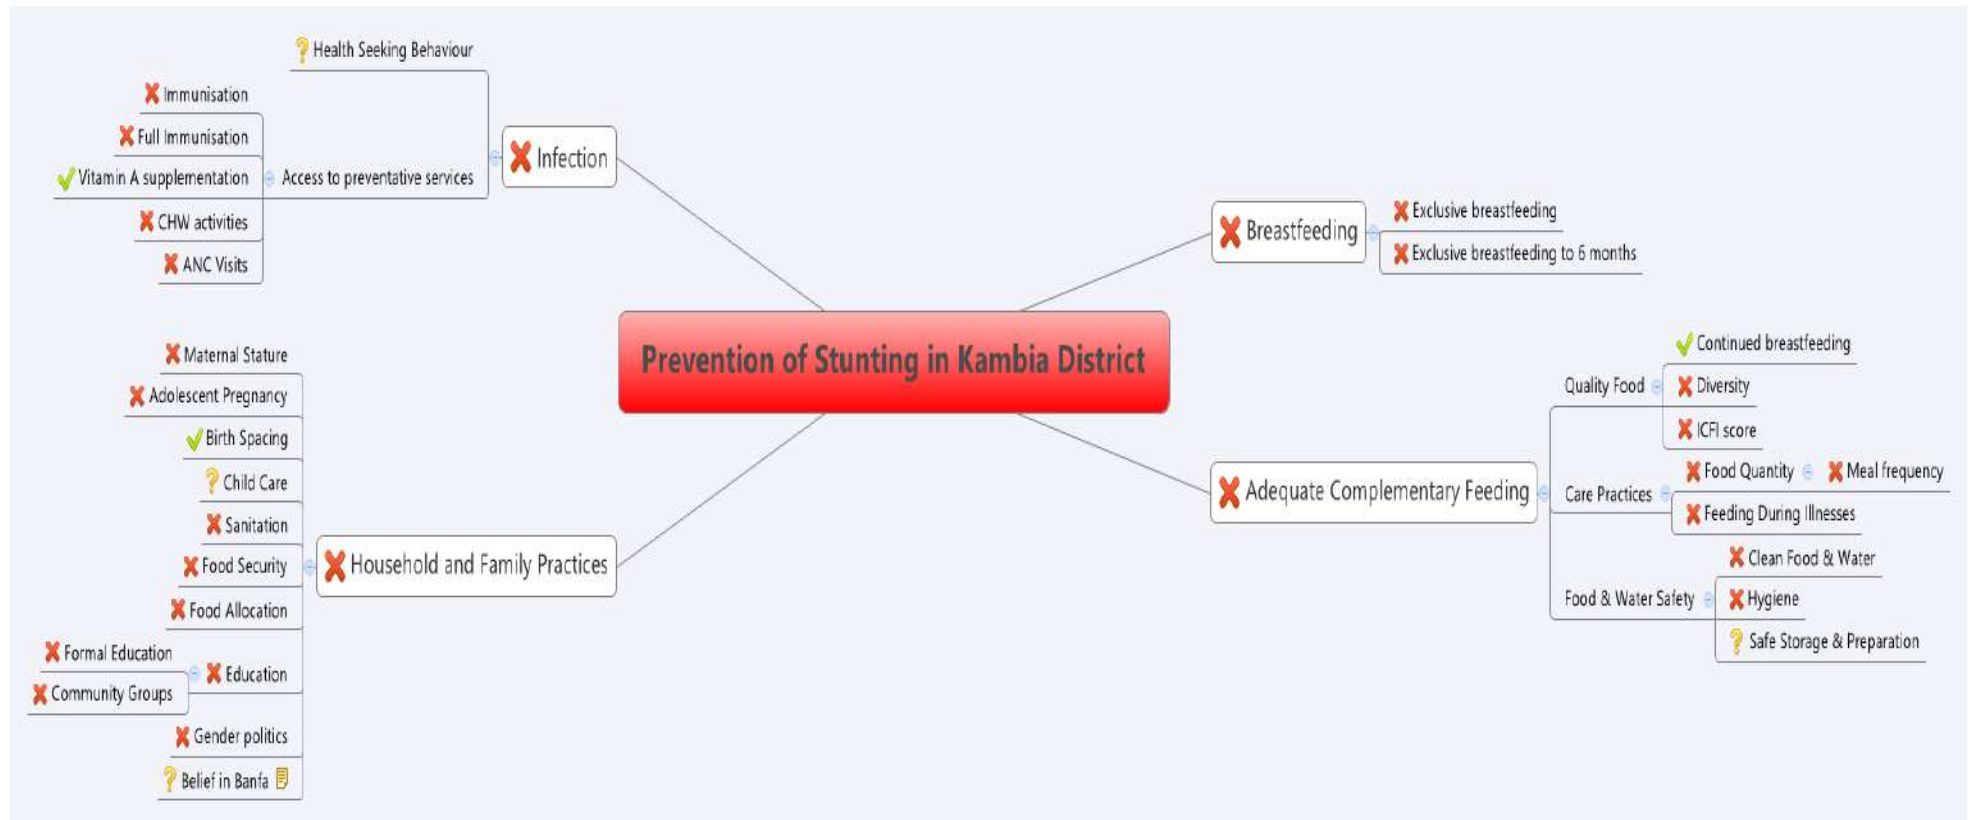 Prevention of Stunting in Kambia District
Infection
Health Seeking Behaviour
Access to preventative services
Immunisation
Full Immunisation
Vitamin A supplementation
CHW activities
ANC Visits
Household and Family Practices
Maternal Stature
Adolescent Pregnancy
Birth Spacing
Child Care
Sanitation
Food Security
Food Allocation
Education
Formal Education
Community Groups
Gender politics
Belief in Banfa
Breastfeeding
Exclusive breastfeeding
Exclusive breastfeeding to 6 months
Adequate Complementary Feeding
Quality Food
Continued breastfeeding
Diversity
ICFI score
Care Practices
Food Quantity
Meal frequency
Feeding During Illnesses
Food & Water Safety
Clean Food & Water
Hygiene
Safe Storage & Preparation